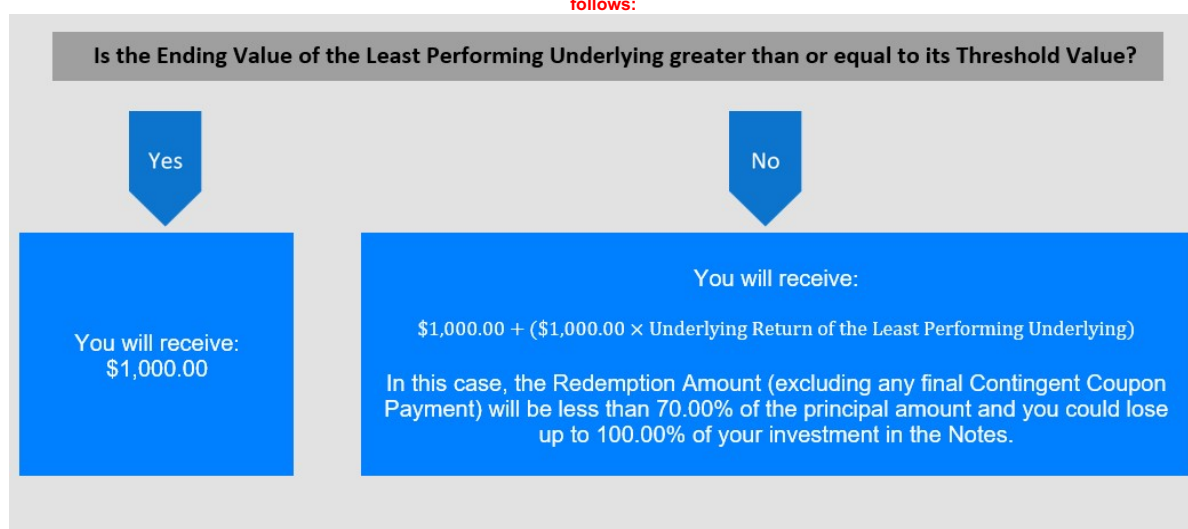 follows:
Is the Ending Value of the Least Performing Underlying greater than or equal to its Threshold Value?
Yes
No
You will receive:
$1,000.00
You will receive:
$1,000.00 + ($1,000.00 × Underlying Return of the Least Performing Underlying)
In this case, the Redemption Amount (excluding any final Contingent Coupon
Payment) will be less than 70.00% of the principal amount and you could lose
up to 100.00% of your investment in the Notes.